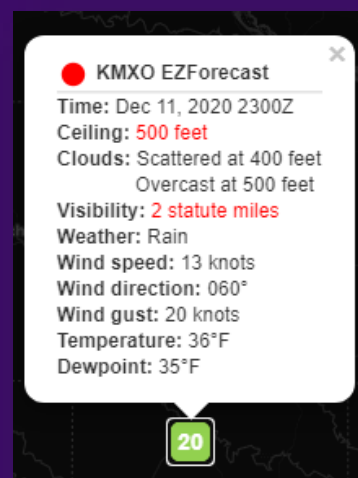 ×
KMXO EZForecast
Time: Dec 11, 2020 2300Z
Ceiling: 500 feet
Clouds: Scattered at 400 feet
Overcast at 500 feet
Visibility: 2 statute miles
Weather: Rain
Wind speed: 13 knots
Wind direction: 060°
Wind gust: 20 knots
Temperature: 36°F
Dewpoint: 35°F
20